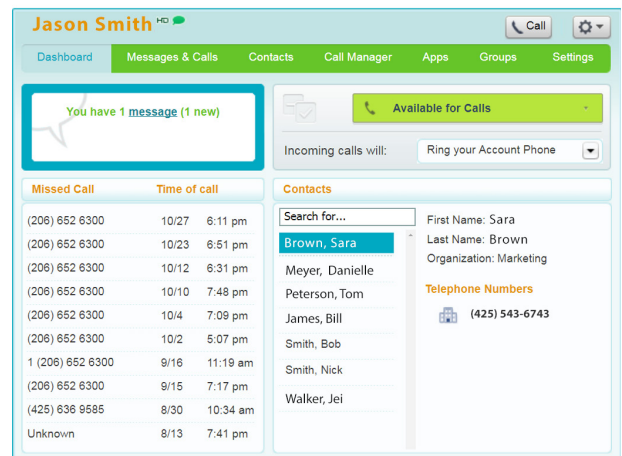 Jason Smith HD
Call
Dashboard Messages & Calls Contacts Call Manager Apps Groups Settings
You have 1 message (1 new)
Available for Calls
Incoming calls will: Ring your Account Phone
Missed Call Time of call
(206) 652 6300 10/27 6:11 pm
(206) 652 6300 10/23 6:51 pm
(206) 652 6300 10/12 6:31 pm
(206) 652 6300 10/10 7:48 pm
(206) 652 6300 10/4 7:09 pm
(206) 652 6300 10/2 5:07 pm
1 (206) 652 6300 9/16 11:19 am
(206) 652 6300 9/15 7:17 pm
(425) 636 9585 8/30 10:34 am
Unknown 8/13 7:41 pm
Contacts
Search for...
Brown, Sara
Meyer, Danielle
Peterson, Tom
James, Bill
Smith, Bob
Smith, Nick
Walker, Jei
First Name: Sara
Last Name: Brown
Organization: Marketing
Telephone Numbers
(425) 543-6743